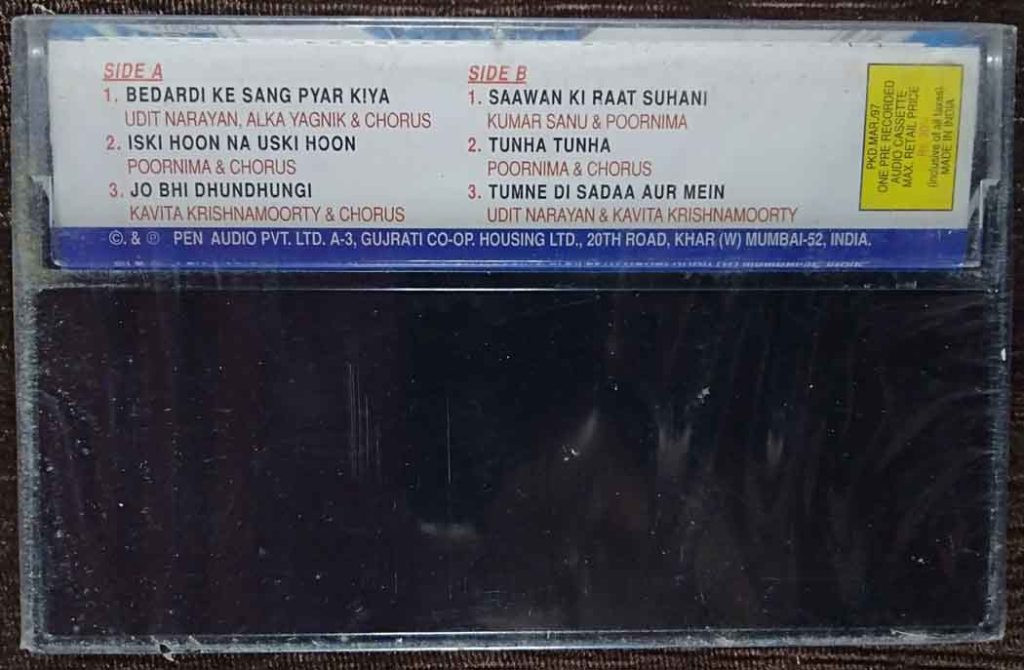 SIDE A
1. BEDARDI KE SANG PYAR KIYA
UDIT NARAYAN, ALKA YAGNIK & CHORUS
2. ISKI HOON NA USKI HOON
POORNIMA & CHORUS
3. JO BHI DHUNDHUNGI
KAVITA KRISHNAMOORTY & CHORUS
SIDE B
1. SAAWAN KI RAAT SUHANI
KUMAR SANU & POORNIMA
2. TUNHA TUNHA
POORNIMA & CHORUS
3. TUMNE DI SADAA AUR MEIN
UDIT NARAYAN & KAVITA KRISHNAMOORTY
PKD.MAR./97
ONE PRE RECORDED
AUDIO CASSETTE
MAX. RETAIL PRICE
(inclusive of all taxes).
MADE IN INDIA
©. & ℗ PEN AUDIO PVT. LTD. A-3, GUJRATI CO-OP. HOUSING LTD., 20TH ROAD, KHAR (W) MUMBAI-52, INDIA.